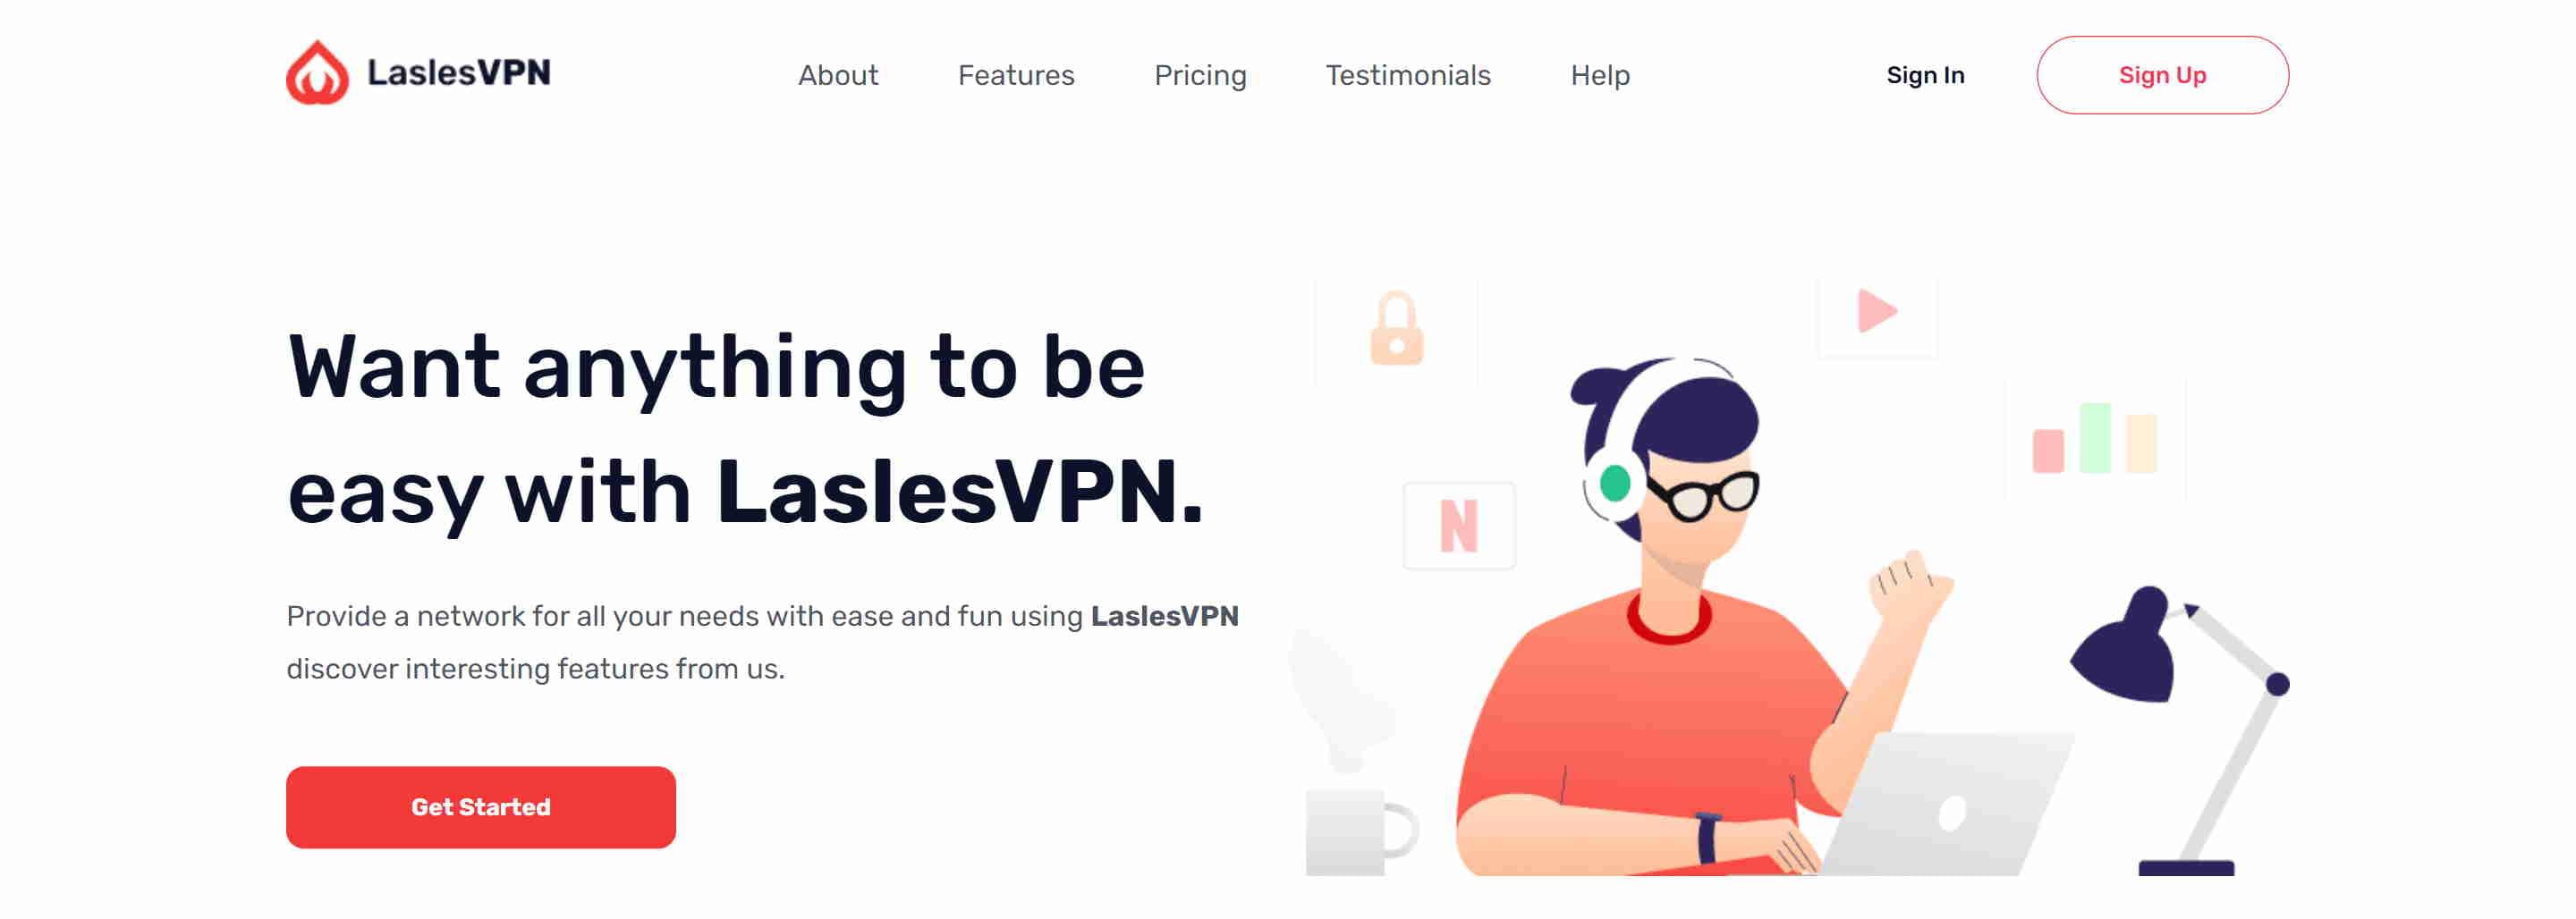 LaslesVPN
About
Features
Pricing
Testimonials
Help
Sign In
Sign Up
Want anything to be
easy with LaslesVPN.
Provide a network for all your needs with ease and fun using LaslesVPN
discover interesting features from us.
Get Started
N